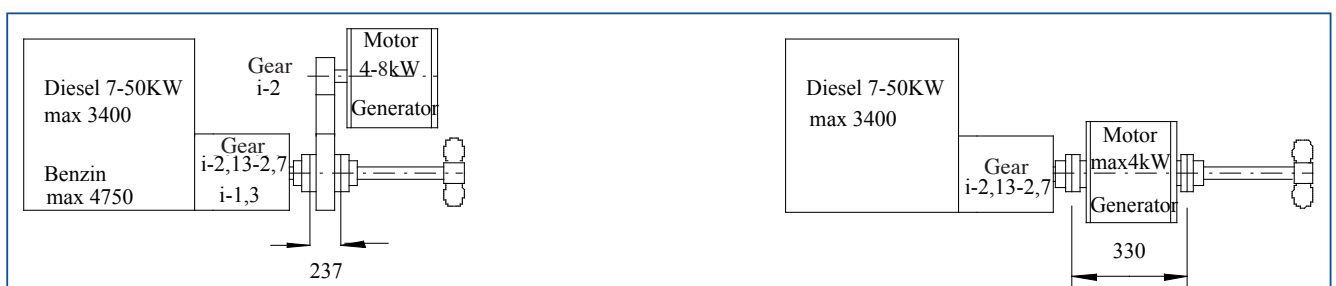 Diesel 7-50KW
max 3400
Benzin
max 4750
Gear
i-2,13-2,7
i-1,3
Gear
i-2
Motor
4-8kW
Generator
237
Diesel 7-50KW
max 3400
Gear
i-2,13-2,7
Motor
max4kW
Generator
330